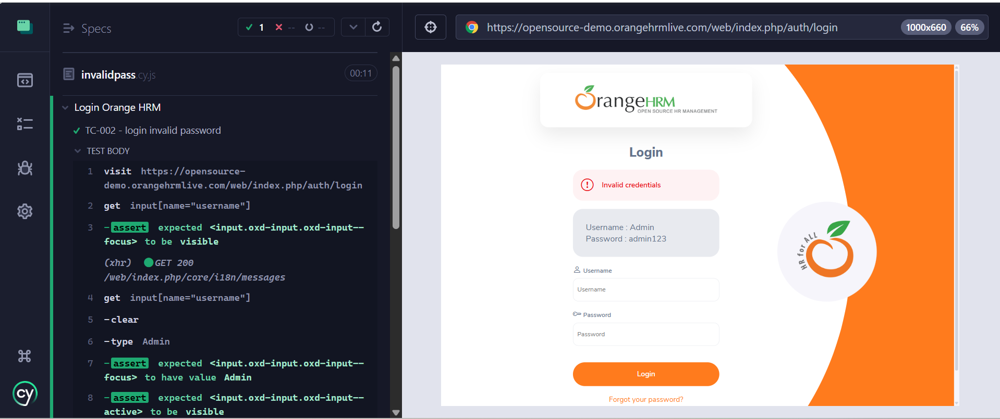 Specs
1 -- --
https://opensource-demo.orangehrmlive.com/web/index.php/auth/login 1000x660 66%
invalidpass.cy.js 00:11
Login Orange HRM
TC-002 - login invalid password
TEST BODY
1 visit https://opensource-
demo.orangehrmlive.com/web/index.php/auth/login
2 get input[name="username"]
3 -assert expected <input.oxd-input.oxd-input--
focus> to be visible
(xhr) GET 200
/web/index.php/core/i18n/messages
4 get input[name="username"]
5 -clear
6 -type Admin
7 -assert expected <input.oxd-input.oxd-input--
focus> to have value Admin
8 -assert expected <input.oxd-input.oxd-input--
active> to be visible
cy
OrangeHRM
OPEN SOURCE HR MANAGEMENT
Login
Invalid credentials
Username : Admin
Password : admin123
Username
Username
Password
Password
Login
Forgot your password?
HR for ALL